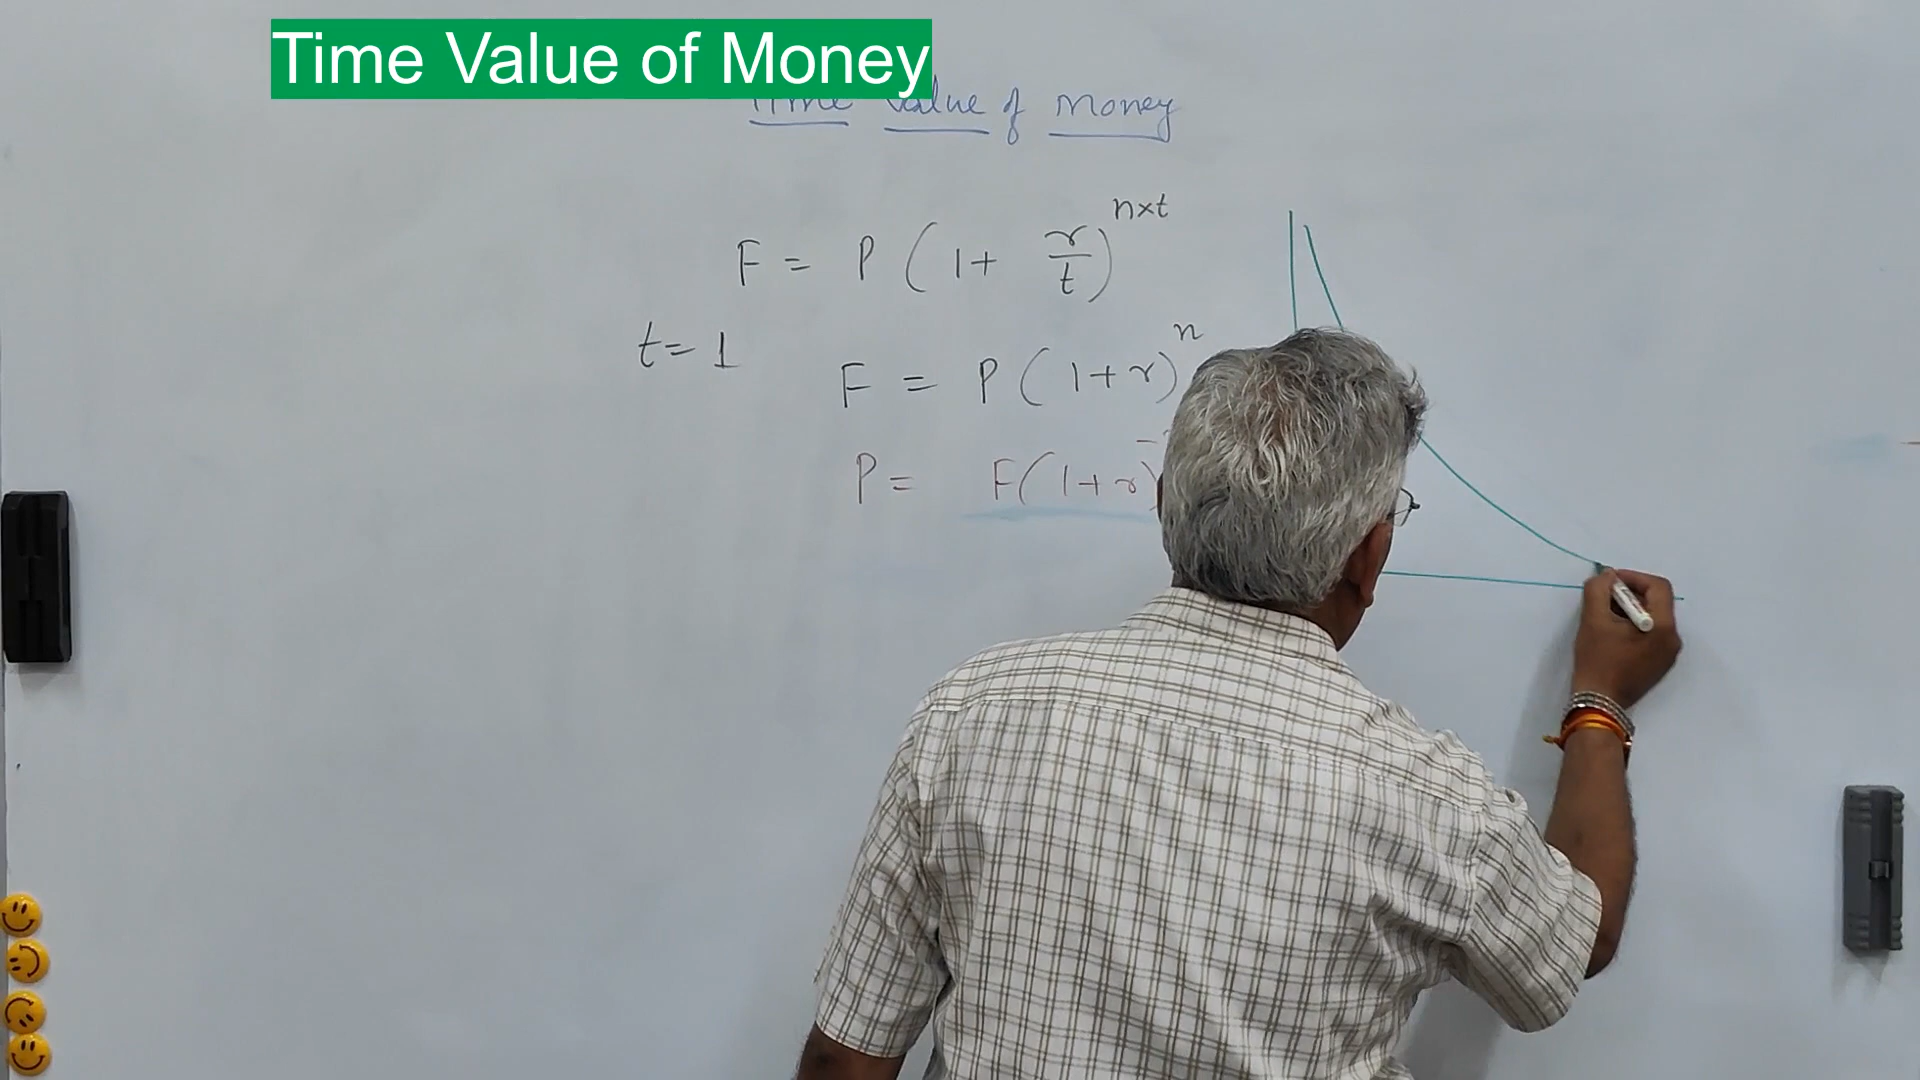 Time Value of Money
Time Value of Money
F = P (1 + r/t)^n×t
t = 1
F = P (1 + r)^n
P = F(1 + r)^-